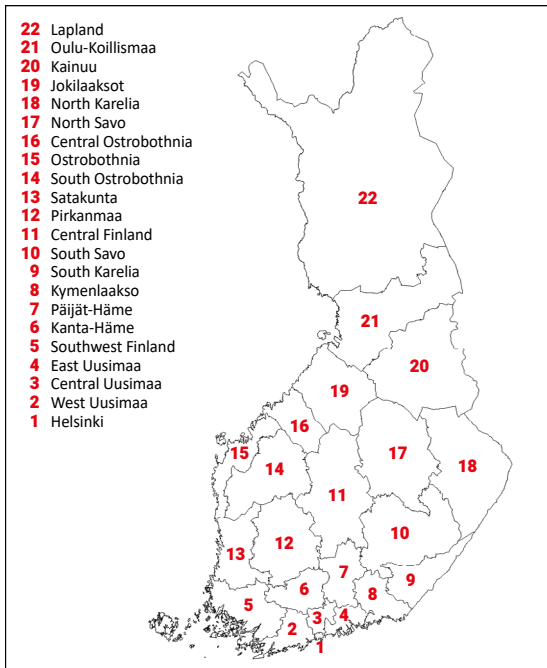 22 Lapland
21 Oulu-Koillismaa
20 Kainuu
19 Jokilaaksot
18 North Karelia
17 North Savo
16 Central Ostrobothnia
15 Ostrobothnia
14 South Ostrobothnia
13 Satakunta
12 Pirkanmaa
11 Central Finland
10 South Savo
9 South Karelia
8 Kymenlaakso
7 Päijät-Häme
6 Kanta-Häme
5 Southwest Finland
4 East Uusimaa
3 Central Uusimaa
2 West Uusimaa
1 Helsinki
22
21
20
19
16
15
14
17
18
11
10
12
13
7
9
6
8
5
4
3
2
1